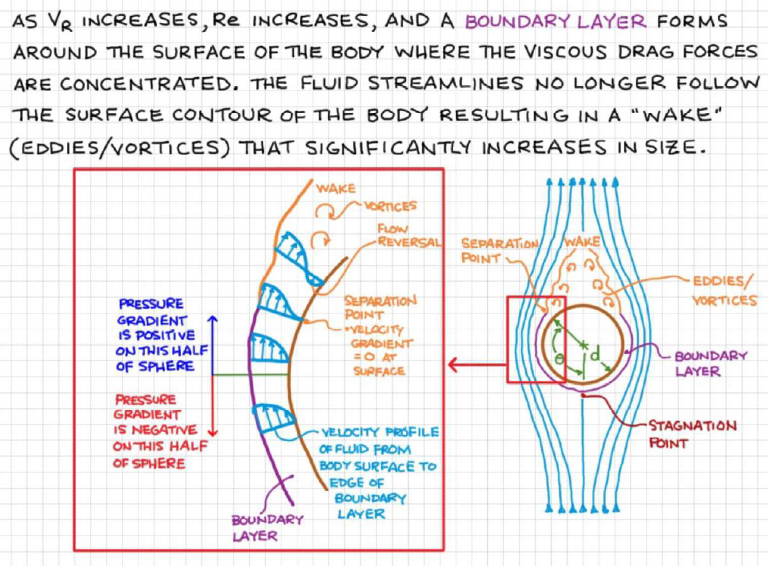 AS VR INCREASES, Re INCREASES, AND A BOUNDARY LAYER FORMS
AROUND THE SURFACE OF THE BODY WHERE THE VISCOUS DRAG FORCES
ARE CONCENTRATED. THE FLUID STREAMLINES NO LONGER FOLLOW
THE SURFACE CONTOUR OF THE BODY RESULTING IN A "WAKE"
(EDDIES/VORTICES) THAT SIGNIFICANTLY INCREASES IN SIZE.
WAKE
VORTICES
FLOW
REVERSAL
SEPARATION
POINT
-VELOCITY
GRADIENT
= 0 AT
SURFACE
PRESSURE
GRADIENT
IS POSITIVE
ON THIS HALF
OF SPHERE
PRESSURE
GRADIENT
IS NEGATIVE
ON THIS HALF
OF SPHERE
VELOCITY PROFILE
OF FLUID FROM
BODY SURFACE TO
EDGE OF
BOUNDARY
LAYER
BOUNDARY
LAYER
SEPARATION
POINT
WAKE
EDDIES/
VORTICES
θ
d
BOUNDARY
LAYER
STAGNATION
POINT